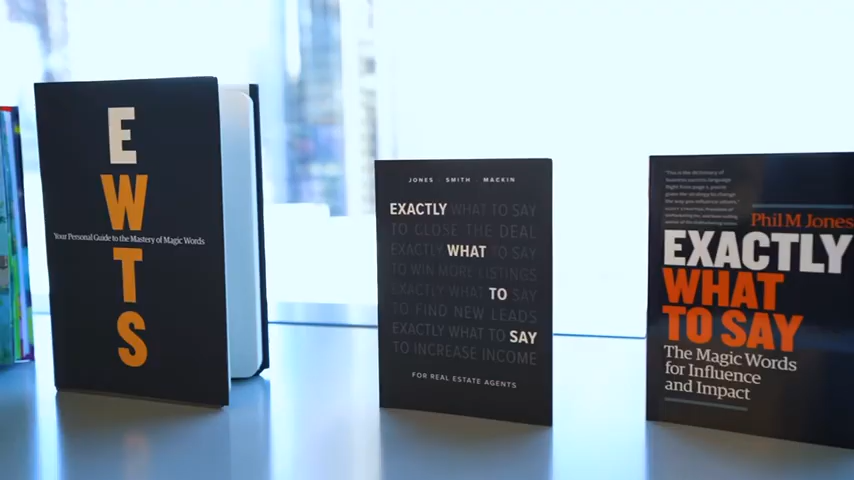 E
W
Your Personal Guide to the Mastery of Magic Words
T
S
JONES SMITH MACKIN
EXACTLY WHAT TO SAY
TO CLOSE THE DEAL
EXACTLY WHAT TO SAY
TO WIN MORE LISTINGS
EXACTLY WHAT TO SAY
TO FIND NEW LEADS
EXACTLY WHAT TO SAY
TO INCREASE INCOME
FOR REAL ESTATE AGENTS
Phil M Jones
EXACTLY
WHAT
TO SAY
The Magic Words
for Influence
and Impact